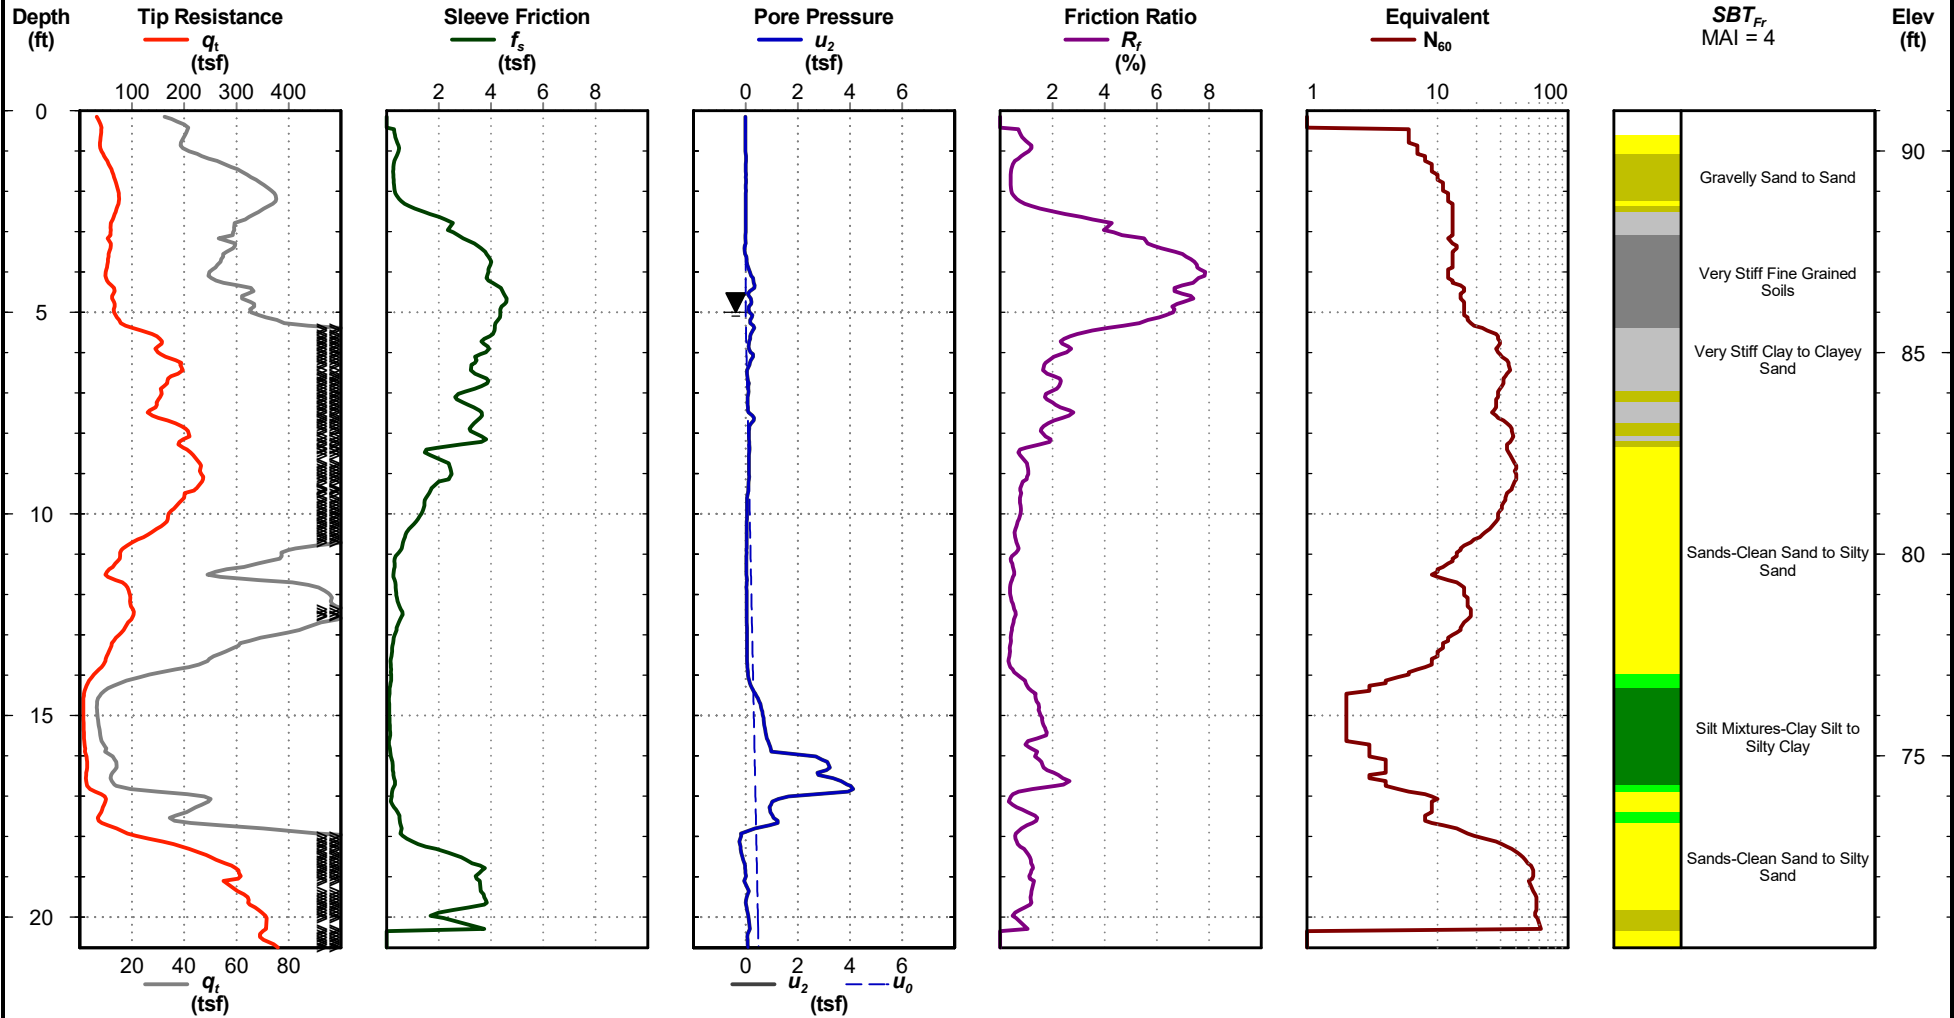 Depth
(ft)
Tip Resistance
qt
(tsf)
Sleeve Friction
fs
(tsf)
Pore Pressure
u2
(tsf)
Friction Ratio
Rf
(%)
Equivalent
N60
SBTFr
MAI = 4
Elev
(ft)
100 200 300 400
2 4 6 8
0 2 4 6
2 4 6 8
1 10 100
0
5
10
15
20
Gravelly Sand to Sand
Very Stiff Fine Grained
Soils
Very Stiff Clay to Clayey
Sand
Sands-Clean Sand to Silty
Sand
Silt Mixtures-Clay Silt to
Silty Clay
Sands-Clean Sand to Silty
Sand
90
85
80
75
20 40 60 80
qt
(tsf)
0 2 4 6
u2 u0
(tsf)